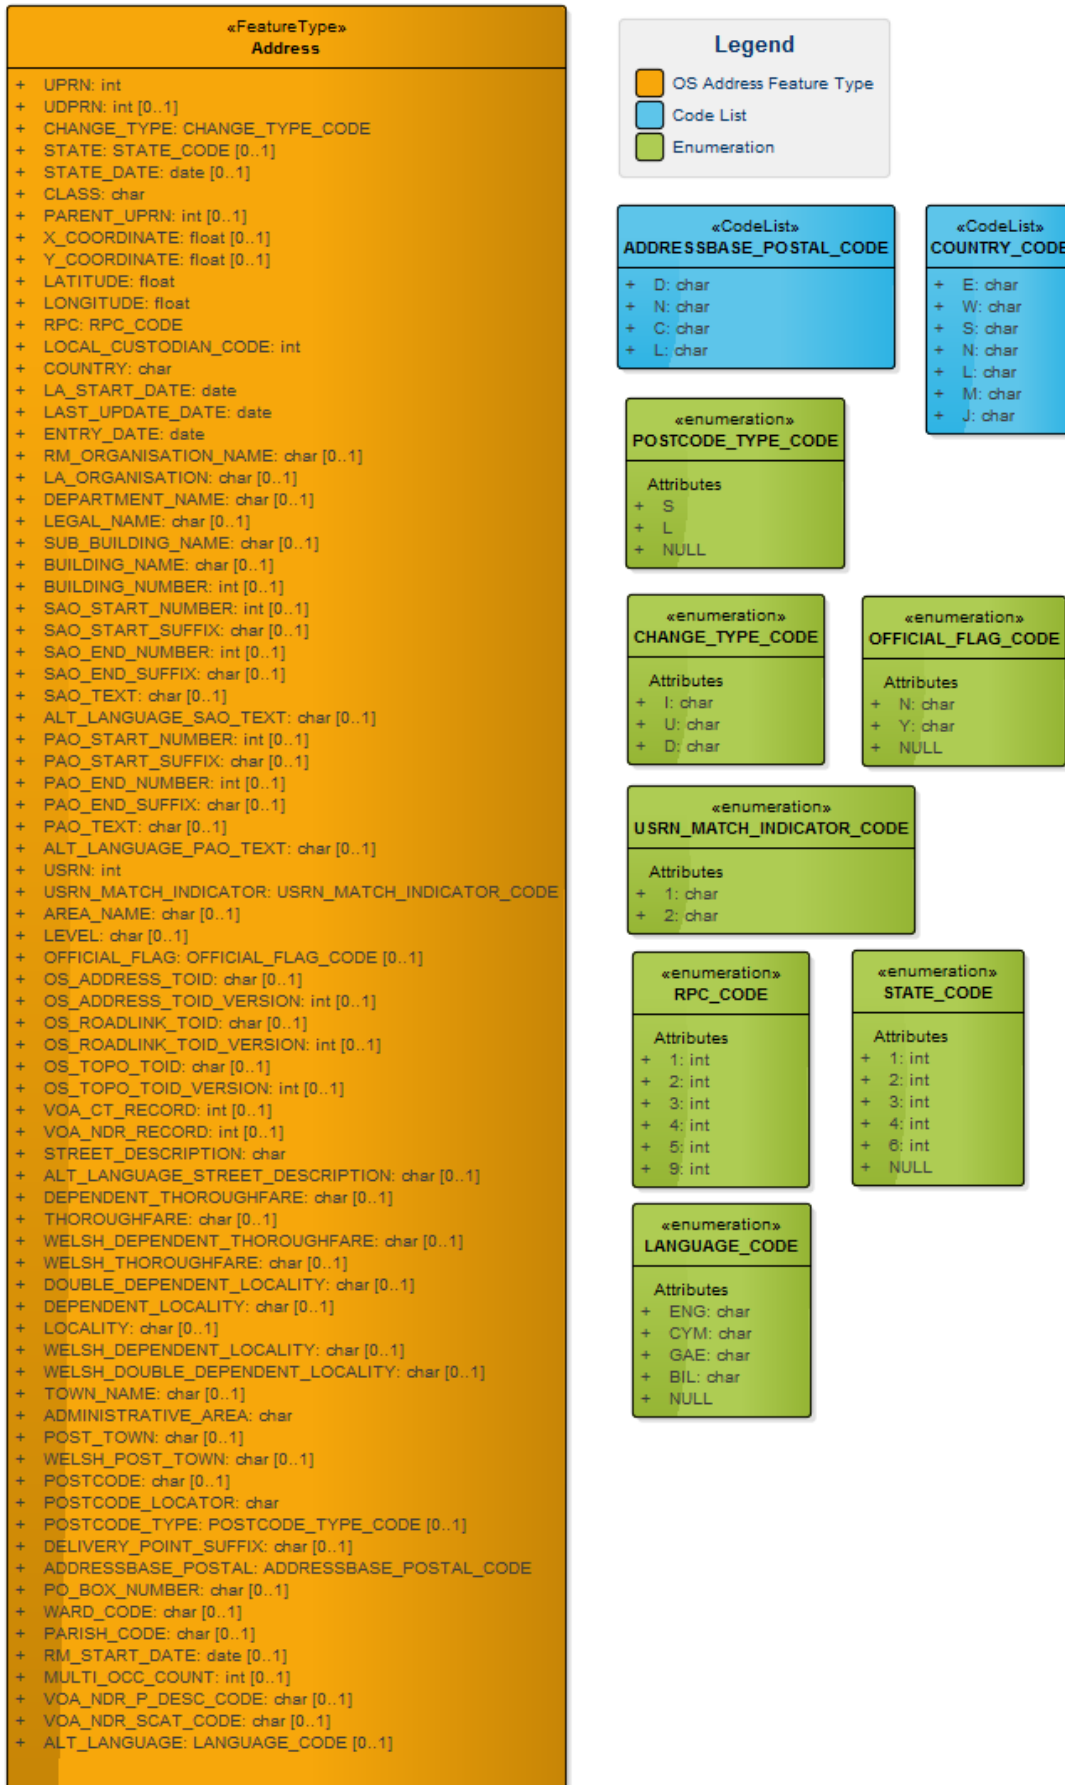 «FeatureType»
Address
+ UPRN: int
+ UDPRN: int [0..1]
+ CHANGE_TYPE: CHANGE_TYPE_CODE
+ STATE: STATE_CODE [0..1]
+ STATE_DATE: date [0..1]
+ CLASS: char
+ PARENT_UPRN: int [0..1]
+ X_COORDINATE: float [0..1]
+ Y_COORDINATE: float [0..1]
+ LATITUDE: float
+ LONGITUDE: float
+ RPC: RPC_CODE
+ LOCAL_CUSTODIAN_CODE: int
+ COUNTRY: char
+ LA_START_DATE: date
+ LAST_UPDATE_DATE: date
+ ENTRY_DATE: date
+ RM_ORGANISATION_NAME: char [0..1]
+ LA_ORGANISATION: char [0..1]
+ DEPARTMENT_NAME: char [0..1]
+ LEGAL_NAME: char [0..1]
+ SUB_BUILDING_NAME: char [0..1]
+ BUILDING_NAME: char [0..1]
+ BUILDING_NUMBER: int [0..1]
+ SAO_START_NUMBER: int [0..1]
+ SAO_START_SUFFIX: char [0..1]
+ SAO_END_NUMBER: int [0..1]
+ SAO_END_SUFFIX: char [0..1]
+ SAO_TEXT: char [0..1]
+ ALT_LANGUAGE_SAO_TEXT: char [0..1]
+ PAO_START_NUMBER: int [0..1]
+ PAO_START_SUFFIX: char [0..1]
+ PAO_END_NUMBER: int [0..1]
+ PAO_END_SUFFIX: char [0..1]
+ PAO_TEXT: char [0..1]
+ ALT_LANGUAGE_PAO_TEXT: char [0..1]
+ USRN: int
+ USRN_MATCH_INDICATOR: USRN_MATCH_INDICATOR_CODE
+ AREA_NAME: char [0..1]
+ LEVEL: char [0..1]
+ OFFICIAL_FLAG: OFFICIAL_FLAG_CODE [0..1]
+ OS_ADDRESS_TOID: char [0..1]
+ OS_ADDRESS_TOID_VERSION: int [0..1]
+ OS_ROADLINK_TOID: char [0..1]
+ OS_ROADLINK_TOID_VERSION: int [0..1]
+ OS_TOPO_TOID: char [0..1]
+ OS_TOPO_TOID_VERSION: int [0..1]
+ VOA_CT_RECORD: int [0..1]
+ VOA_NDR_RECORD: int [0..1]
+ STREET_DESCRIPTION: char
+ ALT_LANGUAGE_STREET_DESCRIPTION: char [0..1]
+ DEPENDENT_THOROUGHFARE: char [0..1]
+ THOROUGHFARE: char [0..1]
+ WELSH_DEPENDENT_THOROUGHFARE: char [0..1]
+ WELSH_THOROUGHFARE: char [0..1]
+ DOUBLE_DEPENDENT_LOCALITY: char [0..1]
+ DEPENDENT_LOCALITY: char [0..1]
+ LOCALITY: char [0..1]
+ WELSH_DEPENDENT_LOCALITY: char [0..1]
+ WELSH_DOUBLE_DEPENDENT_LOCALITY: char [0..1]
+ TOWN_NAME: char [0..1]
+ ADMINISTRATIVE_AREA: char
+ POST_TOWN: char [0..1]
+ WELSH_POST_TOWN: char [0..1]
+ POSTCODE: char [0..1]
+ POSTCODE_LOCATOR: char
+ POSTCODE_TYPE: POSTCODE_TYPE_CODE [0..1]
+ DELIVERY_POINT_SUFFIX: char [0..1]
+ ADDRESSBASE_POSTAL: ADDRESSBASE_POSTAL_CODE
+ PO_BOX_NUMBER: char [0..1]
+ WARD_CODE: char [0..1]
+ PARISH_CODE: char [0..1]
+ RM_START_DATE: date [0..1]
+ MULTI_OCC_COUNT: int [0..1]
+ VOA_NDR_P_DESC_CODE: char [0..1]
+ VOA_NDR_SCAT_CODE: char [0..1]
+ ALT_LANGUAGE: LANGUAGE_CODE [0..1]
Legend
OS Address Feature Type
Code List
Enumeration
«CodeList»
ADDRESSBASE_POSTAL_CODE
+ D: char
+ N: char
+ C: char
+ L: char
«CodeList»
COUNTRY_CODE
+ E: char
+ W: char
+ S: char
+ N: char
+ L: char
+ M: char
+ J: char
«enumeration»
POSTCODE_TYPE_CODE
Attributes
+ S
+ L
+ NULL
«enumeration»
CHANGE_TYPE_CODE
Attributes
+ I: char
+ U: char
+ D: char
«enumeration»
OFFICIAL_FLAG_CODE
Attributes
+ N: char
+ Y: char
+ NULL
«enumeration»
USRN_MATCH_INDICATOR_CODE
Attributes
+ 1: char
+ 2: char
«enumeration»
RPC_CODE
Attributes
+ 1: int
+ 2: int
+ 3: int
+ 4: int
+ 5: int
+ 9: int
«enumeration»
STATE_CODE
Attributes
+ 1: int
+ 2: int
+ 3: int
+ 4: int
+ 6: int
+ NULL
«enumeration»
LANGUAGE_CODE
Attributes
+ ENG: char
+ CYM: char
+ GAE: char
+ BIL: char
+ NULL